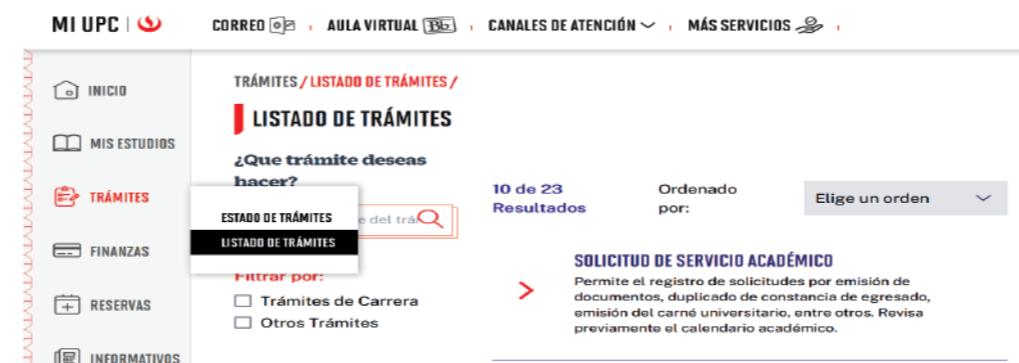 MI UPC
CORREO
AULA VIRTUAL Bb
CANALES DE ATENCIÓN
MÁS SERVICIOS
INICIO
MIS ESTUDIOS
TRÁMITES
FINANZAS
RESERVAS
INFORMATIVOS
ESTADO DE TRÁMITES
LISTADO DE TRÁMITES
TRÁMITES / LISTADO DE TRÁMITES /
LISTADO DE TRÁMITES
¿Que trámite deseas
hacer?
del trá
Filtrar por:
Trámites de Carrera
Otros Trámites
10 de 23
Resultados
Ordenado
por:
Elige un orden
SOLICITUD DE SERVICIO ACADÉMICO
Permite el registro de solicitudes por emisión de
documentos, duplicado de constancia de egresado,
emisión del carné universitario, entre otros. Revisa
previamente el calendario académico.